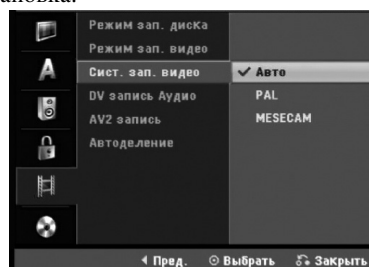 ановка.
Режим зап. диска
Режим зап. видео
Сист. зап. видео ✓ Авто
DV запись Аудио PAL
AV2 запись MESECAM
Автоделение
A
◀ Пред. ⊙ Выбрать Закрыть